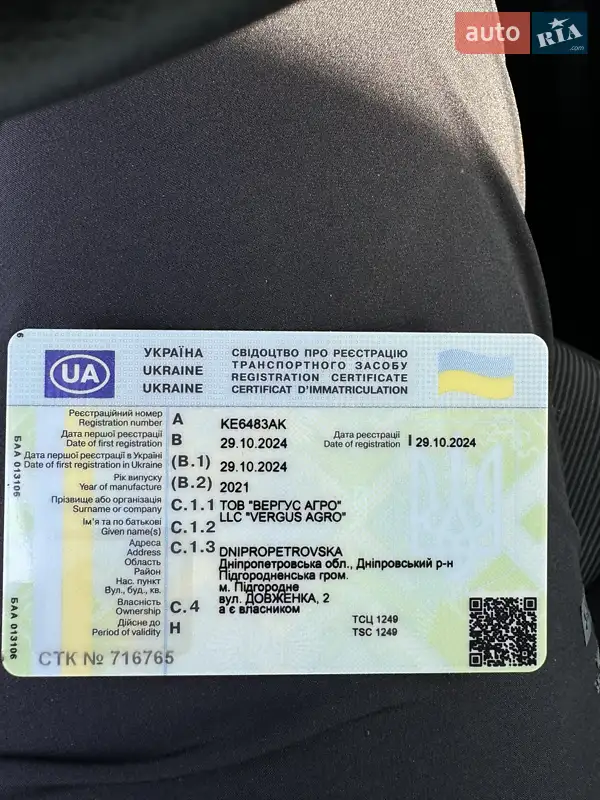 auto RIA .com
6
УКРАЇНА
UKRAINE
UKRAINE
UA
СВІДОЦТВО ПРО РЕЄСТРАЦІЮ
ТРАНСПОРТНОГО ЗАСОБУ
REGISTRATION CERTIFICATE
CERTIFICAT D'IMMATRICULATION
Реєстраційний номер
Registration number A KE6483AK
Дата першої реєстрації
Date of first registration B 29.10.2024
Дата реєстрації
Date of registration I 29.10.2024
Дата першої реєстрації в Україні
Date of first registration in Ukraine (B.1) 29.10.2024
Рік випуску
Year of manufacture (B.2) 2021
Прізвище або організація
Surname or company C.1.1 ТОВ "ВЕРГУС АГРО"
LLC "VERGUS AGRO"
Ім'я та по батькові
Given name(s) C.1.2
Адреса
Address C.1.3 DNIPROPETROVSKA
Область
Район
Нас. пункт
Вул., буд., кв.
Дніпропетровська обл., Дніпровський р-н
Підгородненська гром.
м. Підгородне
вул. ДОВЖЕНКА, 2
Власність
Ownership C.4 а є власником
Дійсне до
Period of validity H
ТСЦ 1249
TSC 1249
СТК № 716765
БАА 013106
БАА 013106